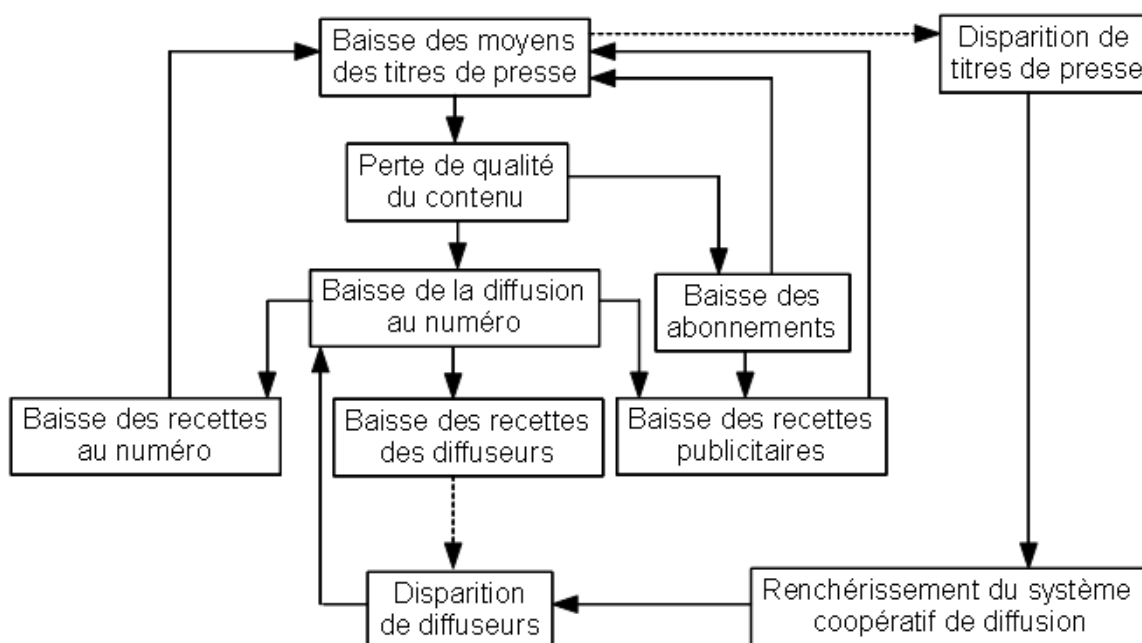 Baisse des moyens
des titres de presse
Disparition de
titres de presse
Perte de qualité
du contenu
Baisse de la diffusion
au numéro
Baisse des
abonnements
Baisse des recettes
au numéro
Baisse des recettes
des diffuseurs
Baisse des recettes
publicitaires
Disparition
de diffuseurs
Renchérissement du système
coopératif de diffusion